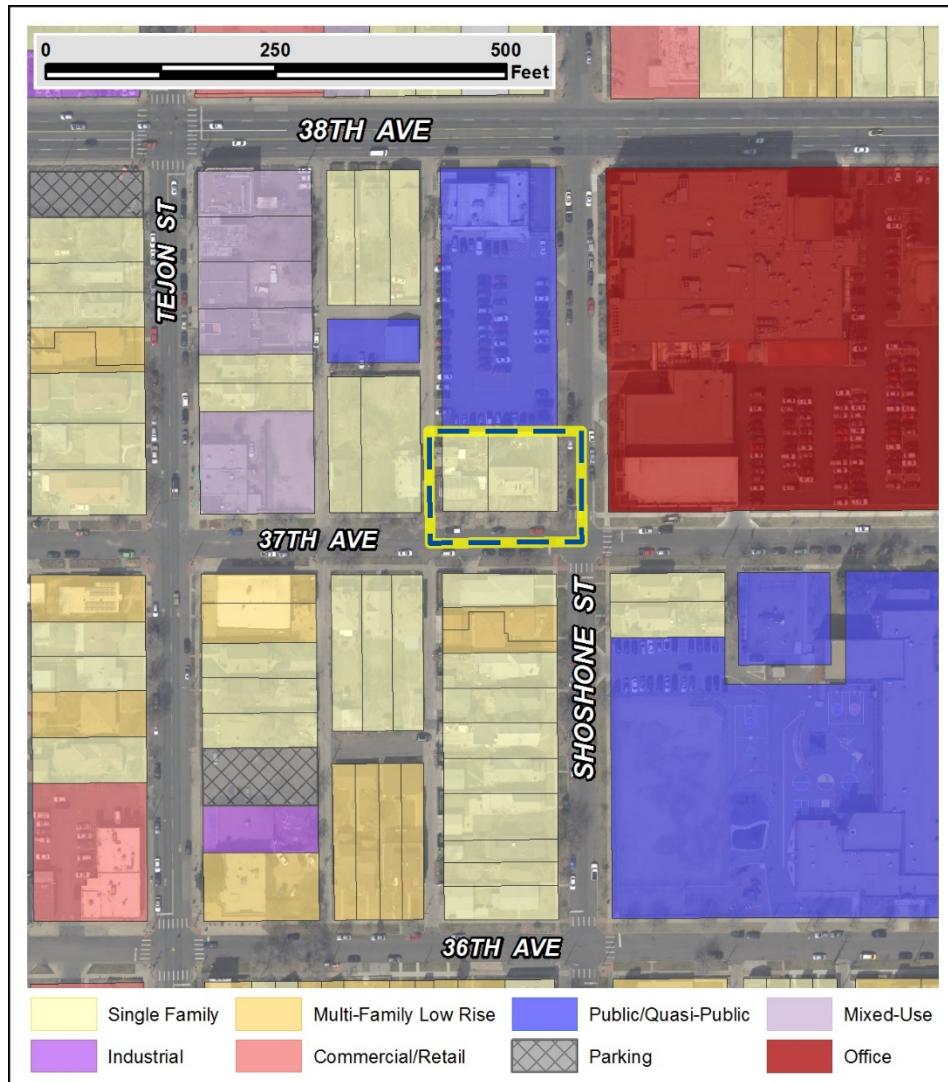 0 250 500
Feet
38TH AVE
TEJON ST
37TH AVE
SHOSHONE ST
36TH AVE
Single Family Multi-Family Low Rise Public/Quasi-Public Mixed-Use
Industrial Commercial/Retail Parking Office